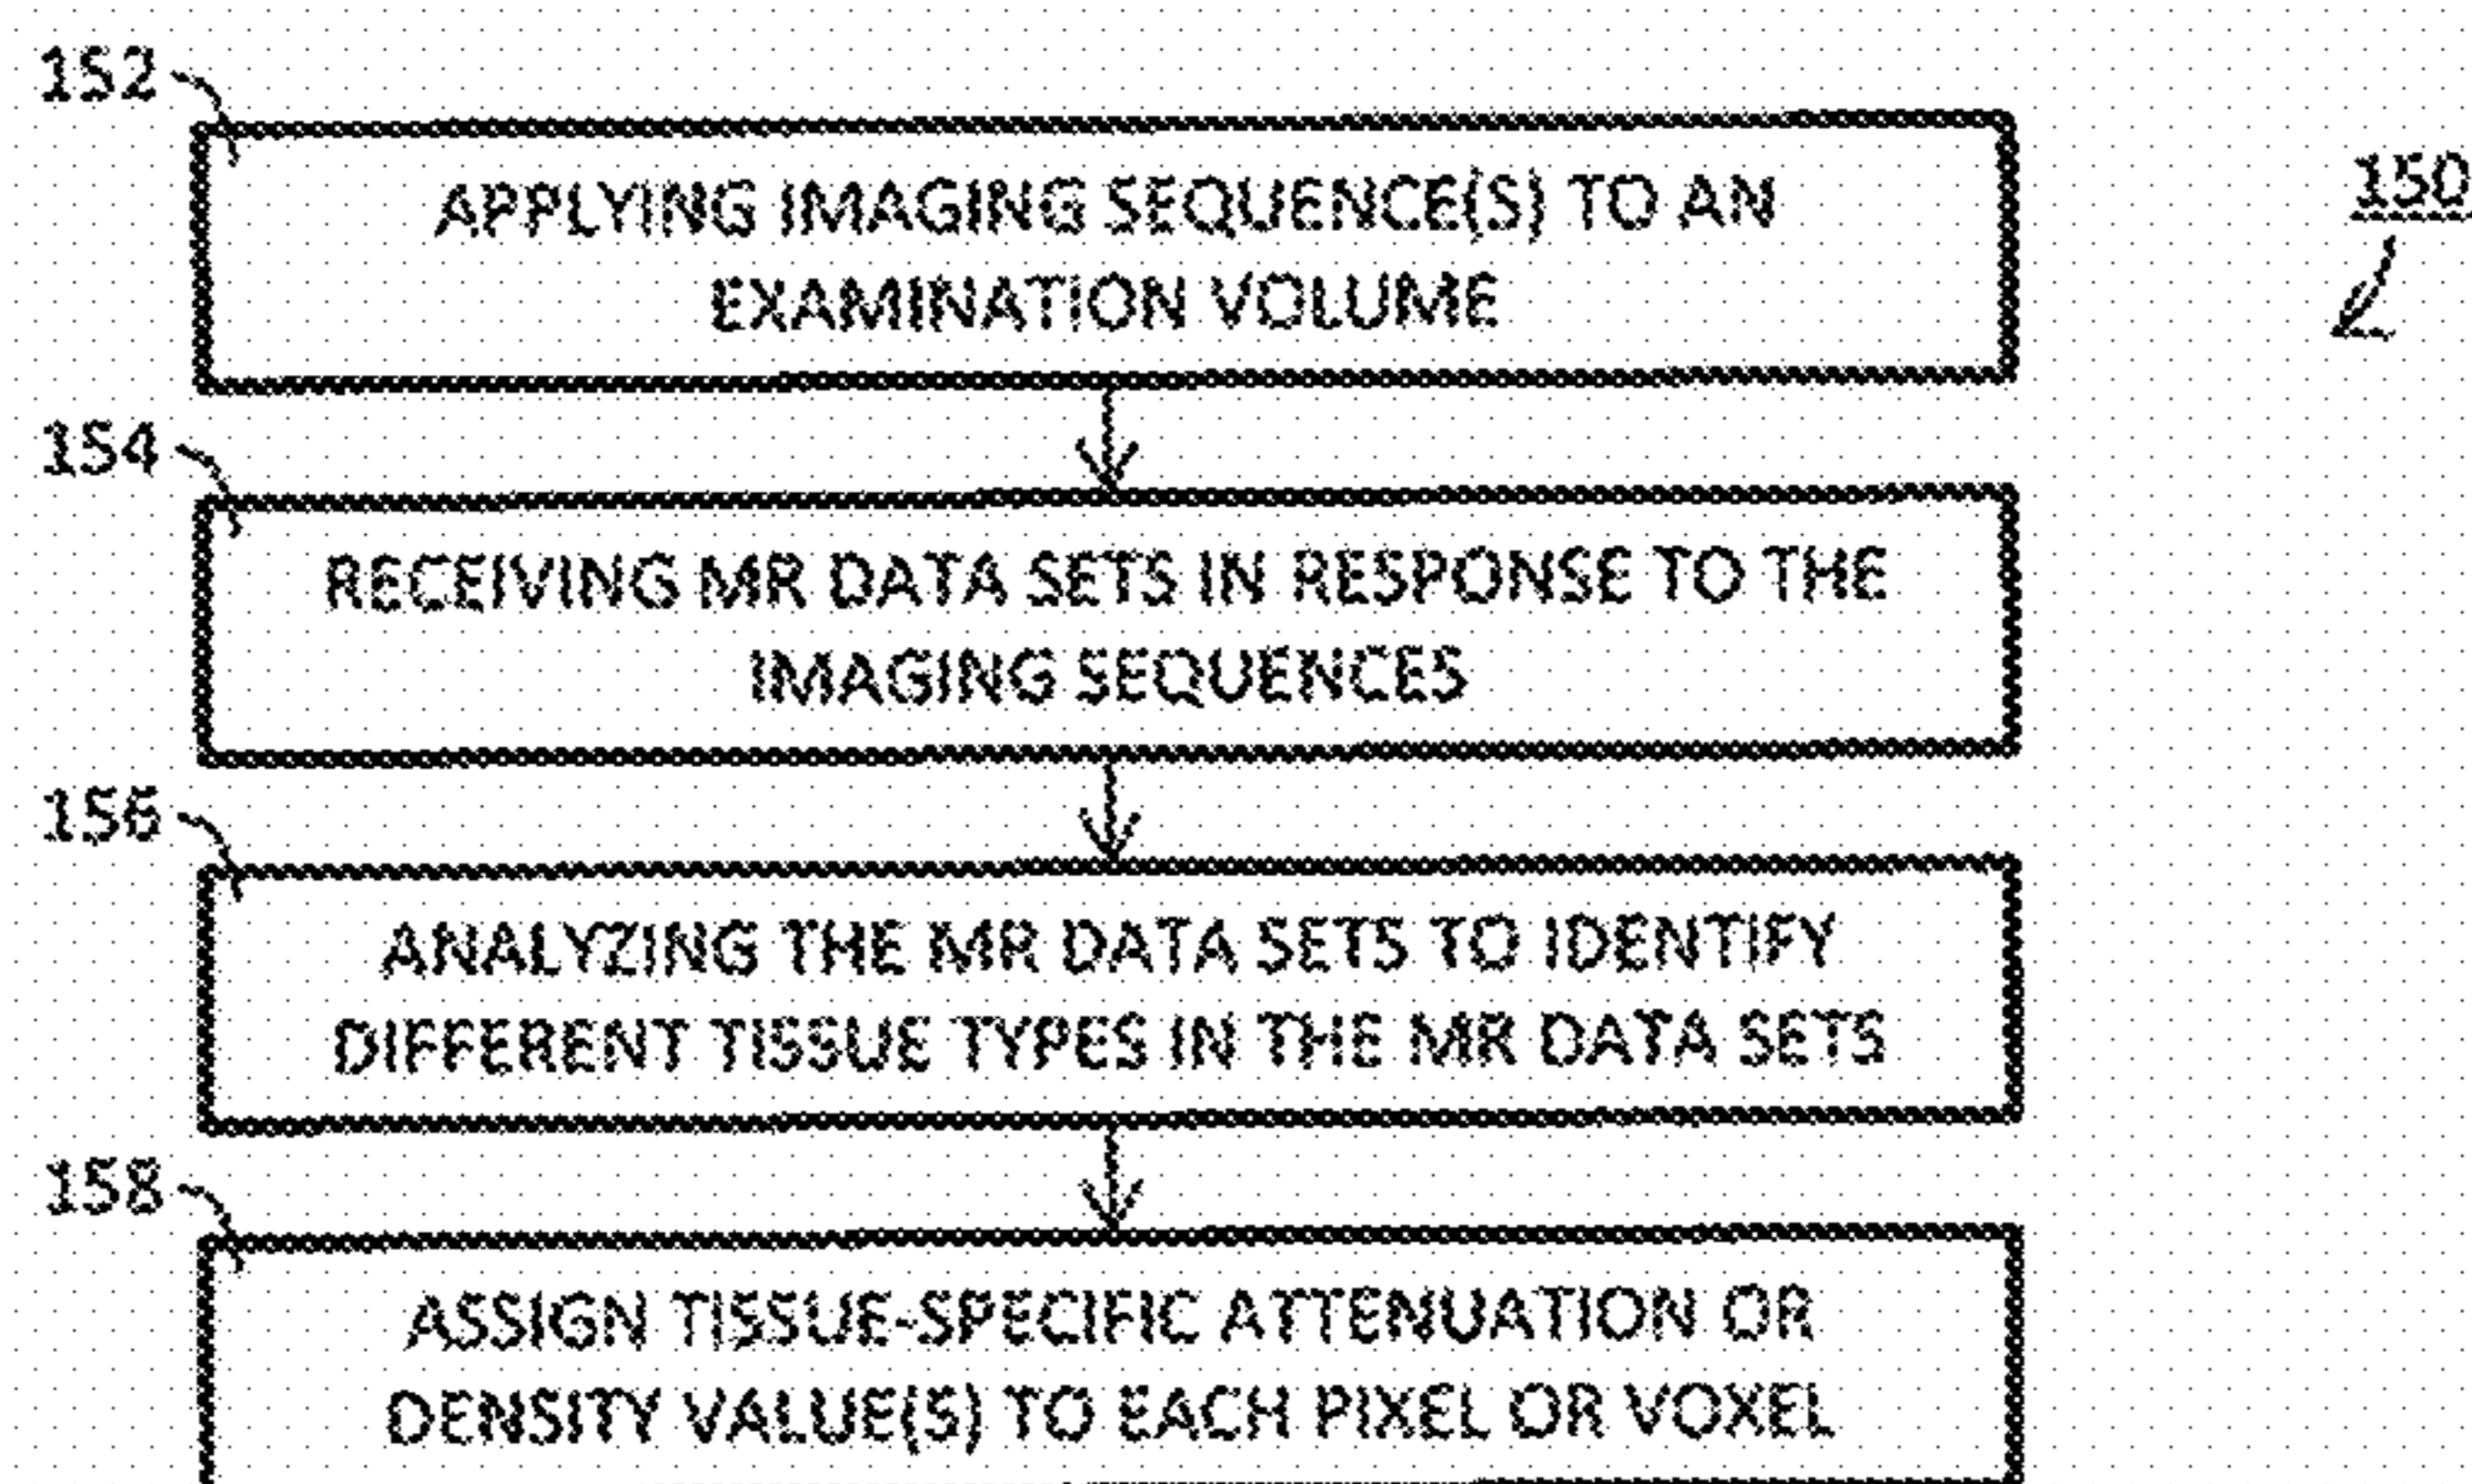 152
APPLYING IMAGING SEQUENCE(S) TO AN
EXAMINATION VOLUME
150
154
RECEIVING MR DATA SETS IN RESPONSE TO THE
IMAGING SEQUENCES
156
ANALYZING THE MR DATA SETS TO IDENTIFY
DIFFERENT TISSUE TYPES IN THE MR DATA SETS
158
ASSIGN TISSUE-SPECIFIC ATTENUATION OR
DENSITY VALUE(S) TO EACH PIXEL OR VOXEL